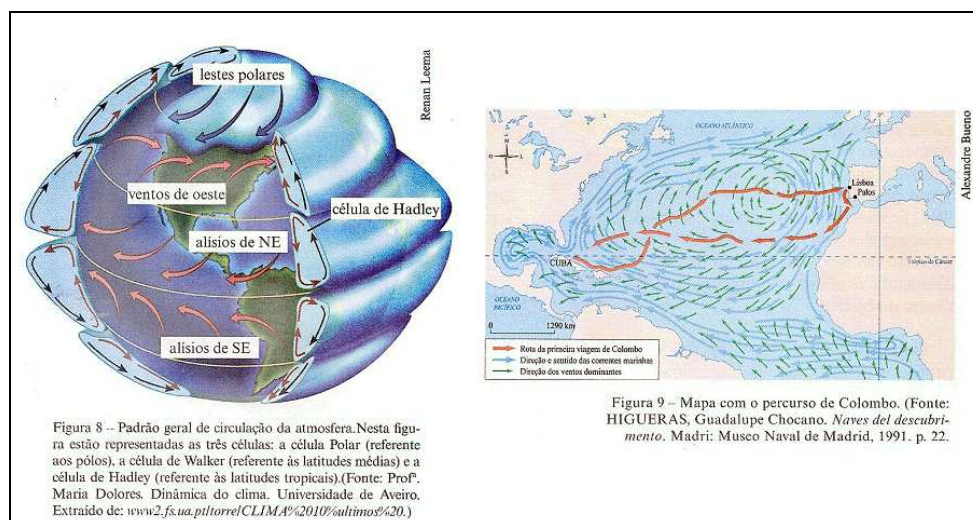 lestes polares
ventos de oeste
célula de Hadley
alísios de NE
alísios de SE
Renan Leema
Figura 8 – Padrão geral de circulação da atmosfera.Nesta figu-
ra estão representadas as três células: a célula Polar (referente
aos pólos), a célula de Walker (referente às latitudes médias) e a
célula de Hadley (referente às latitudes tropicais).(Fonte: Profª.
Maria Dolores. Dinâmica do clima. Universidade de Aveiro.
Extraído de: www2.fs.ua.pt/torre/CLIMA%2010%ultimos%20.)
OCEANO ATLÂNTICO
Lisboa
Palos
CUBA
Trópico de Câncer
OCEANO
PACÍFICO
0 1290 km
Rota da primeira viagem de Colombo
Direção e sentido das correntes marinhas
Direção dos ventos dominantes
Alexandre Bueno
Figura 9 – Mapa com o percurso de Colombo. (Fonte:
HIGUERAS, Guadalupe Chocano. Naves del descubri-
mento. Madri: Museo Naval de Madrid, 1991. p. 22.